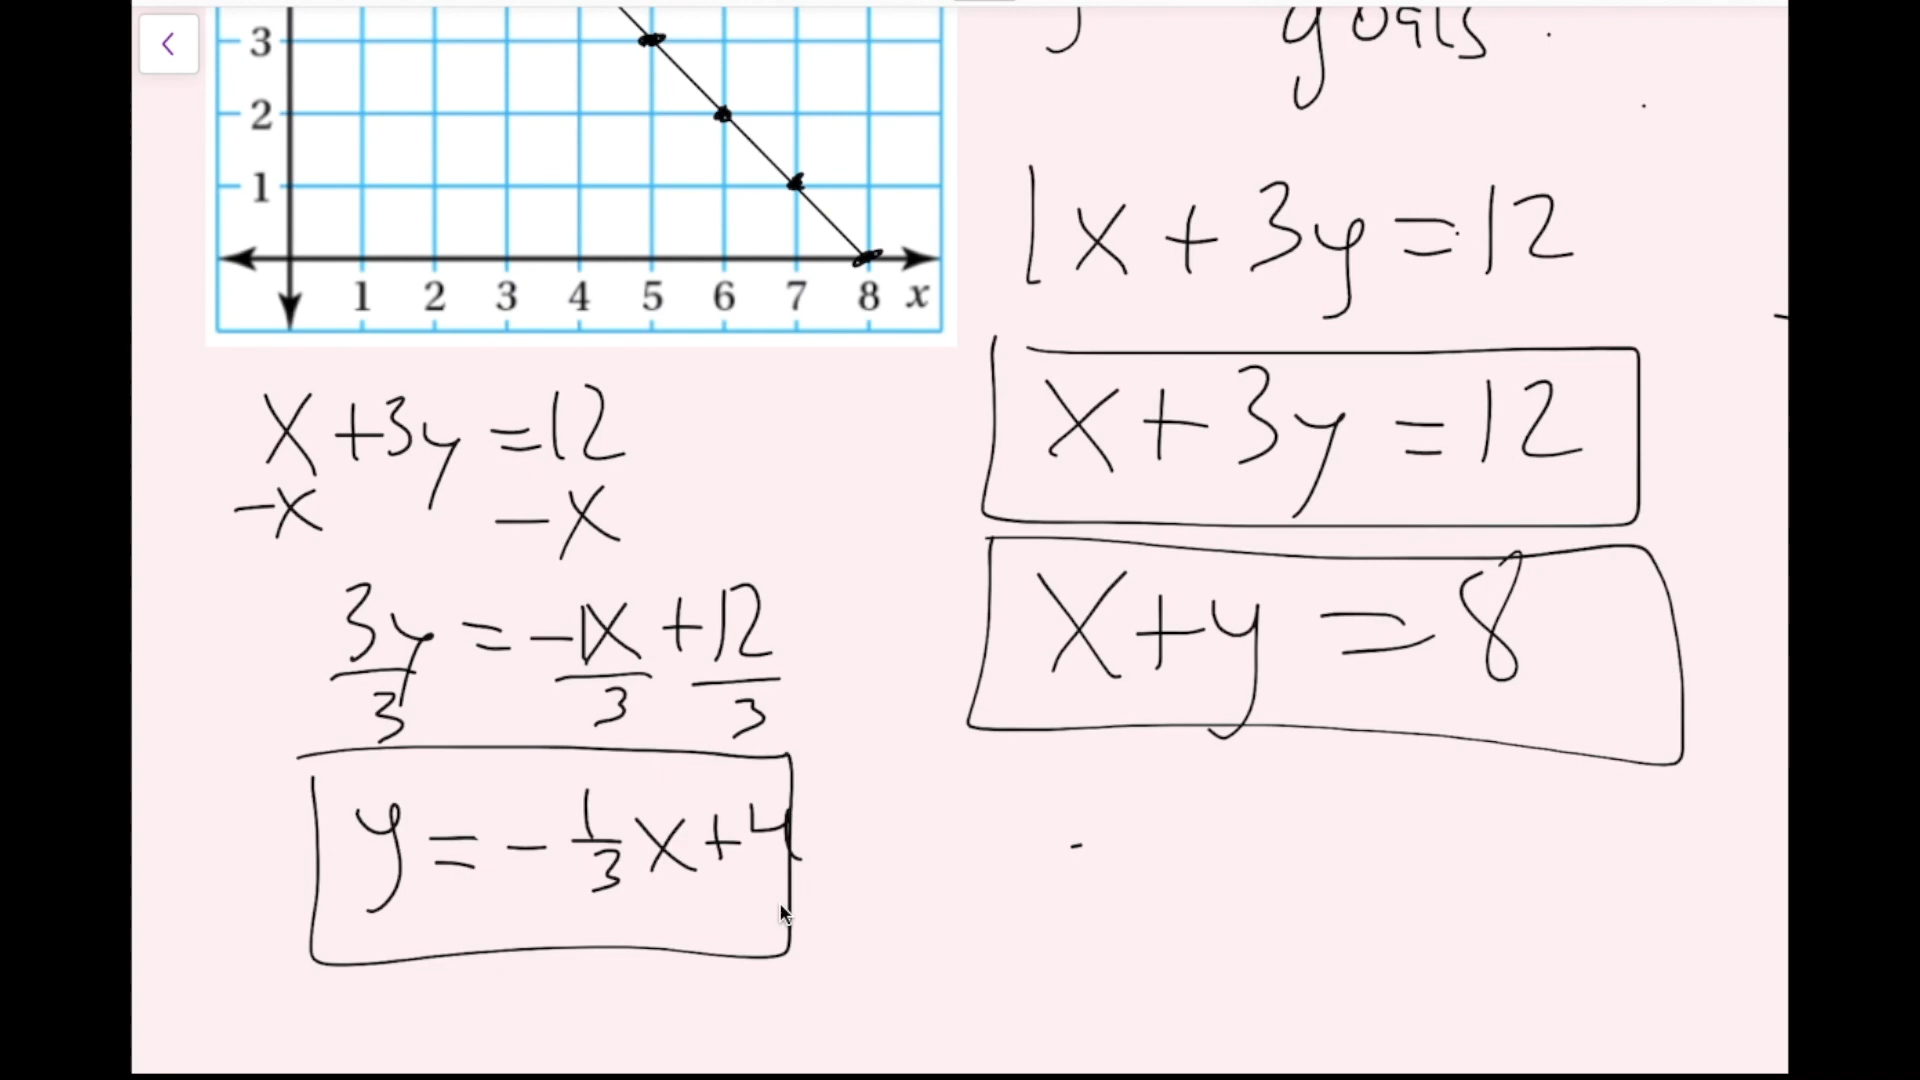 3
2
1
1 2 3 4 5 6 7 8 x
x + 3y = 12
-x -x
3y = -1x + 12
3 3 3
y = - 1/3 x + 4
goals.
1x + 3y = 12
x + 3y = 12
x + y = 8